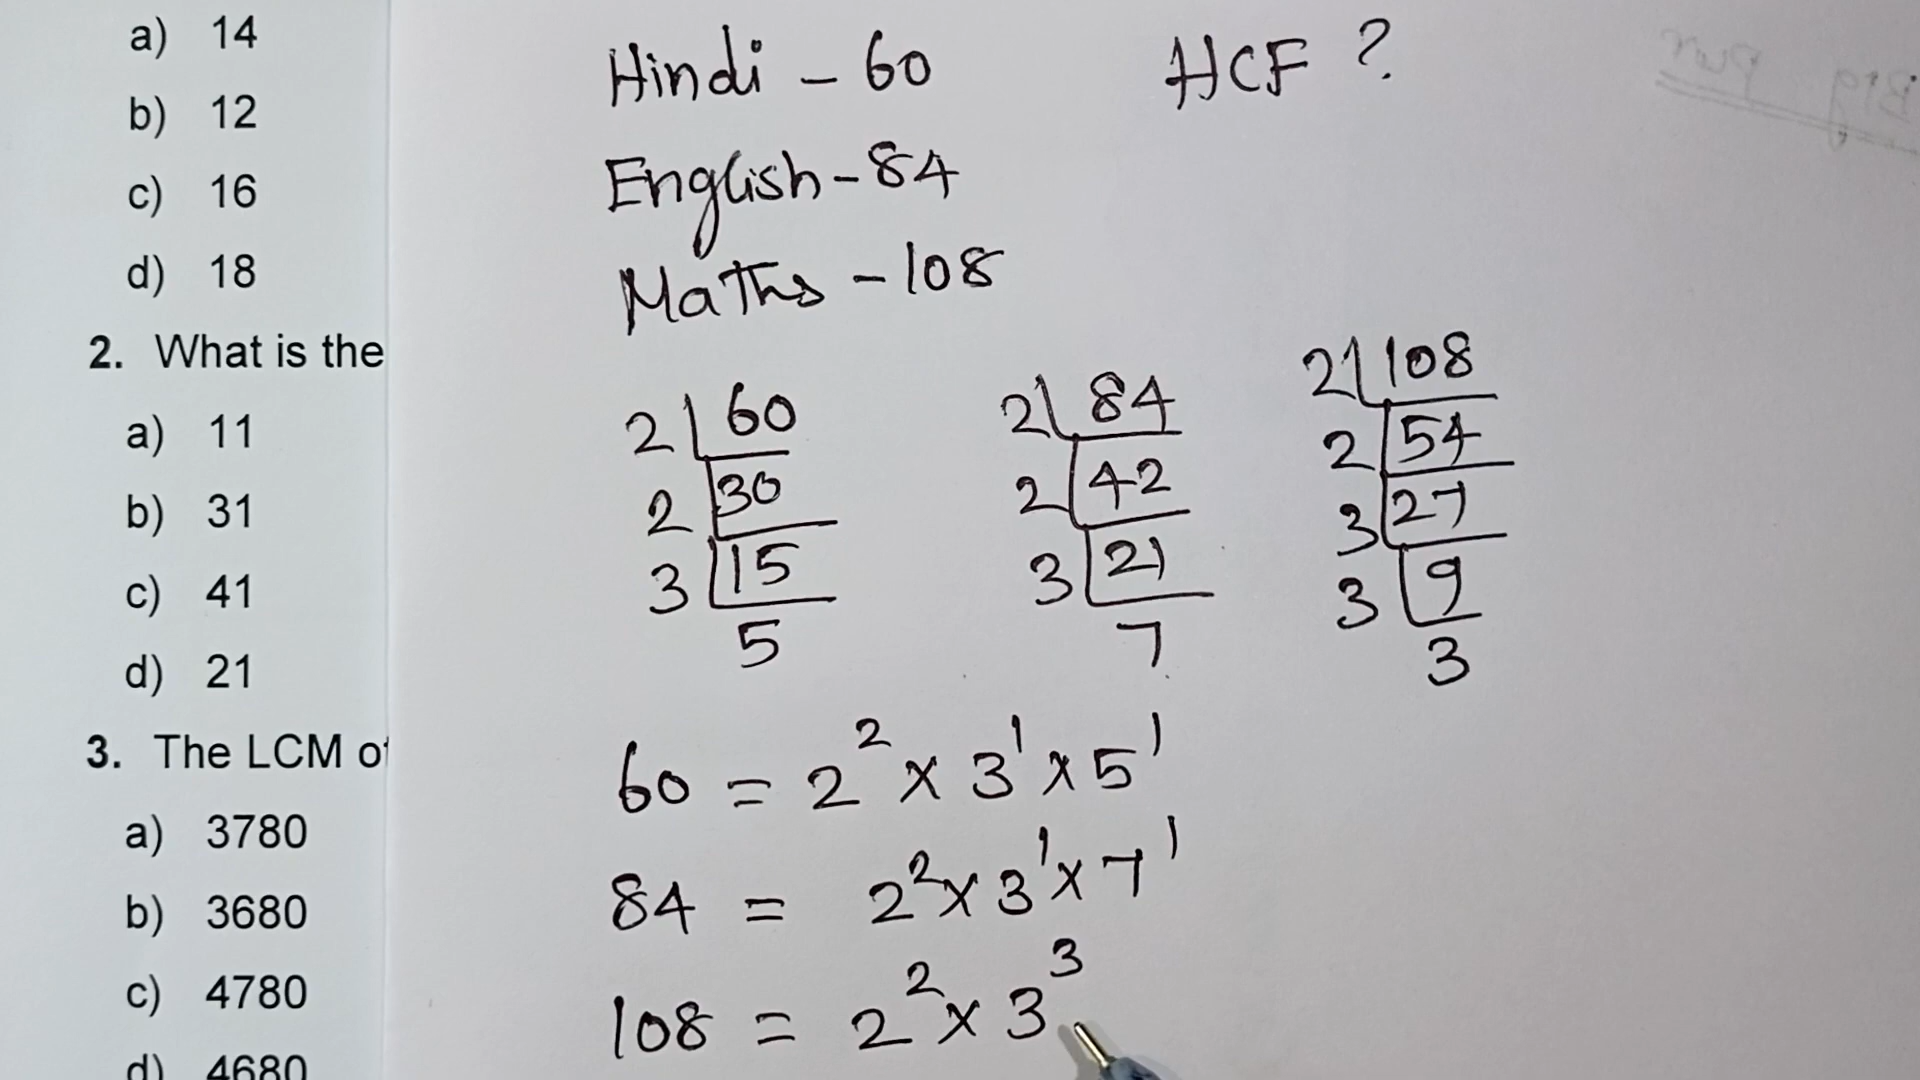 a) 14
b) 12
c) 16
d) 18
2. What is the
a) 11
b) 31
c) 41
d) 21
3. The LCM of
a) 3780
b) 3680
c) 4780
d) 4680
Hindi - 60 HCF ?
English - 84
Maths - 108
2 | 60
2 | 30
3 | 15
5
2 | 84
2 | 42
3 | 21
7
2 | 108
2 | 54
3 | 27
3 | 9
3
60 = 2² × 3¹ × 5¹
84 = 2² × 3¹ × 7¹
108 = 2² × 3³